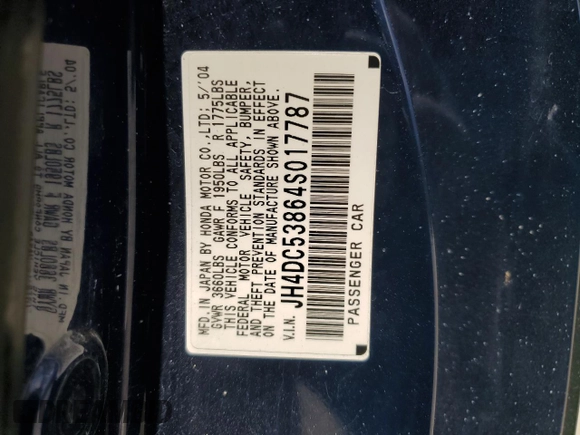 MFD. IN JAPAN BY HONDA MOTOR CO.,LTD; 5/'04
GVWR 3660LBS GAWR F 1950LBS R 1775LBS
THIS VEHICLE CONFORMS TO ALL APPLICABLE
FEDERAL MOTOR VEHICLE SAFETY, BUMPER,
AND THEFT PREVENTION STANDARDS IN EFFECT
ON THE DATE OF MANUFACTURE SHOWN ABOVE.
V.I.N. JH4DC53864S017787
PASSENGER CAR